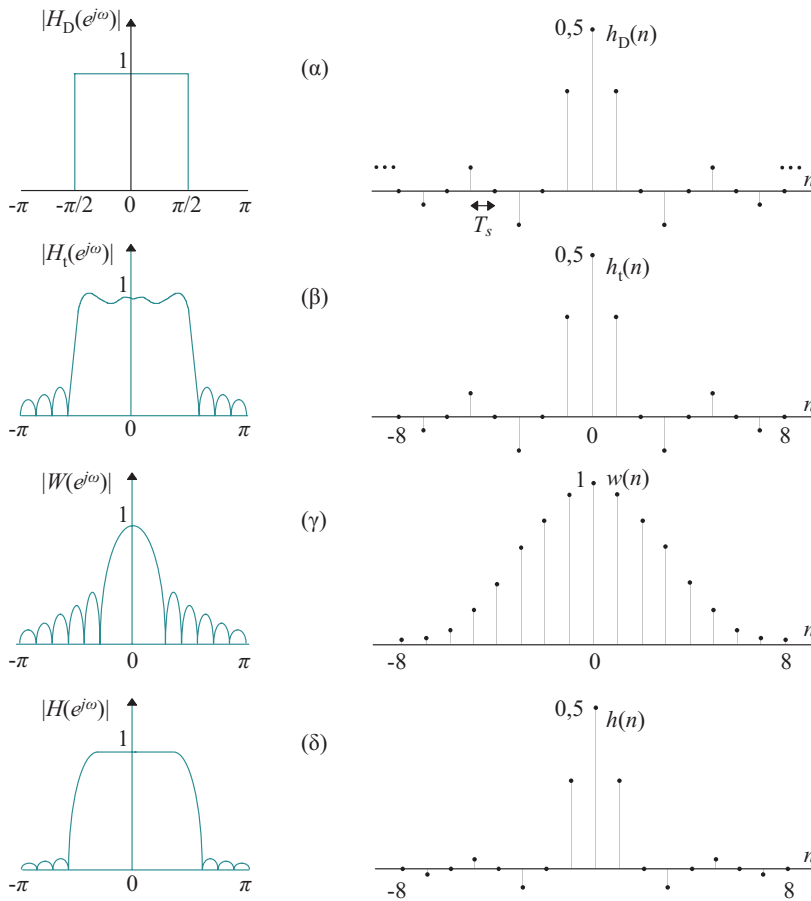 |H_D(e^{jω})|
1
-π -π/2 0 π/2 π
(α)
0,5 h_D(n)
n
T_s
|H_t(e^{jω})|
1
-π 0 π
(β)
0,5 h_t(n)
n
-8 0 8
|W(e^{jω})|
1
-π 0 π
(γ)
1 w(n)
n
-8 0 8
|H(e^{jω})|
1
-π 0 π
(δ)
0,5 h(n)
n
-8 8